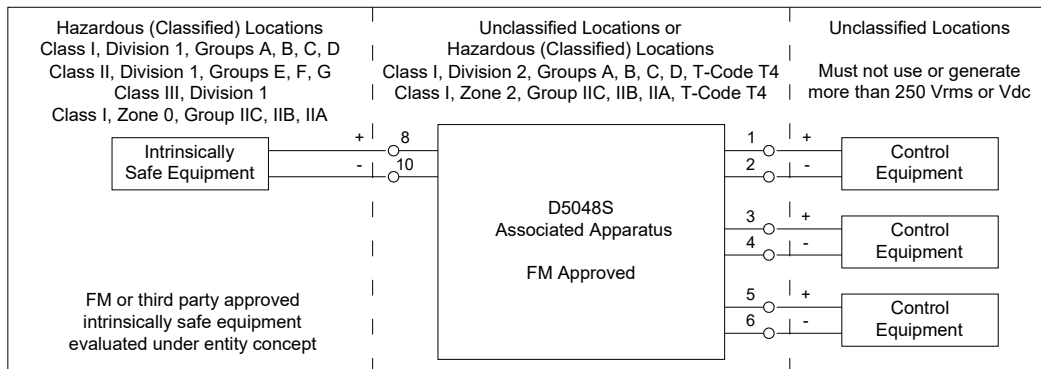 Hazardous (Classified) Locations
Class I, Division 1, Groups A, B, C, D
Class II, Division 1, Groups E, F, G
Class III, Division 1
Class I, Zone 0, Group IIC, IIB, IIA
Unclassified Locations or
Hazardous (Classified) Locations
Class I, Division 2, Groups A, B, C, D, T-Code T4
Class I, Zone 2, Group IIC, IIB, IIA, T-Code T4
Unclassified Locations
Must not use or generate
more than 250 Vrms or Vdc
Intrinsically
Safe Equipment
+ 8
- 10
D5048S
Associated Apparatus
FM Approved
1 +
2 -
Control
Equipment
3 +
4 -
Control
Equipment
5 +
6 -
Control
Equipment
FM or third party approved
intrinsically safe equipment
evaluated under entity concept